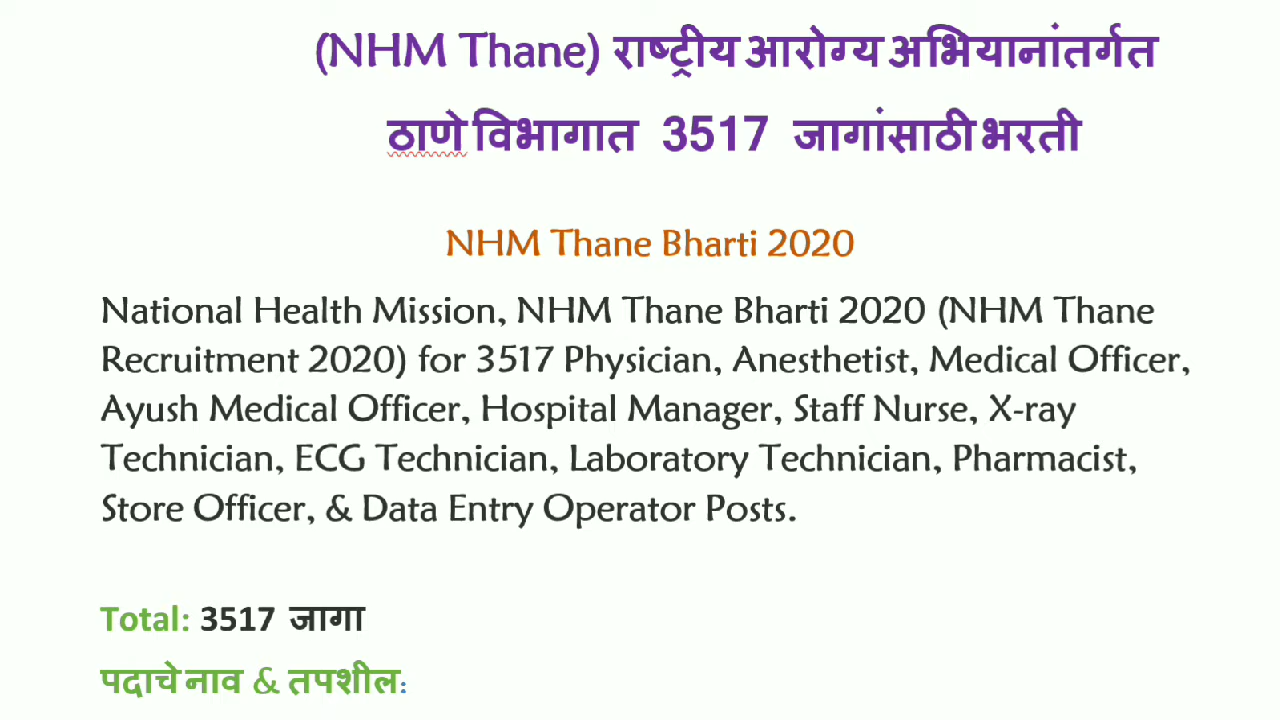 (NHM Thane) राष्ट्रीय आरोग्य अभियानांतर्गत
ठाणे विभागात 3517 जागांसाठी भरती
NHM Thane Bharti 2020
National Health Mission, NHM Thane Bharti 2020 (NHM Thane
Recruitment 2020) for 3517 Physician, Anesthetist, Medical Officer,
Ayush Medical Officer, Hospital Manager, Staff Nurse, X-ray
Technician, ECG Technician, Laboratory Technician, Pharmacist,
Store Officer, & Data Entry Operator Posts.
Total: 3517 जागा
पदाचे नाव & तपशील: